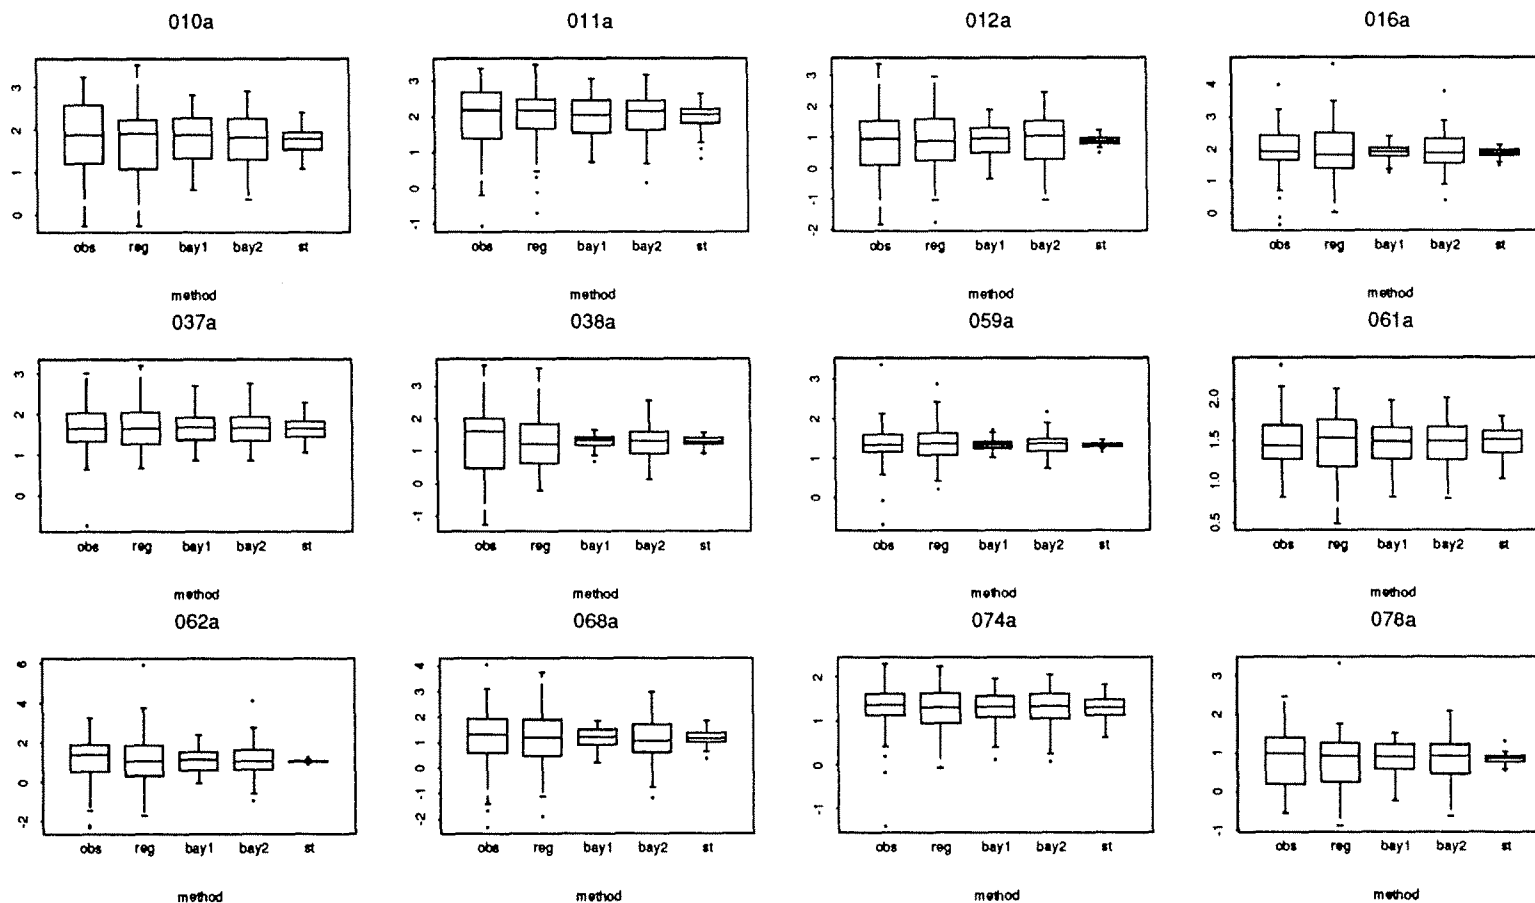 010a 011a 012a 016a
3 2 1 0
3 2 1 0 -1
3 2 1 0 -1 -2
4 3 2 1 0
obs reg bay1 bay2 st obs reg bay1 bay2 st obs reg bay1 bay2 st obs reg bay1 bay2 st
method method method method
037a 038a 059a 061a
3 2 1 0
3 2 1 0 -1
3 2 1 0
2.0 1.5 1.0 0.5
obs reg bay1 bay2 st obs reg bay1 bay2 st obs reg bay1 bay2 st obs reg bay1 bay2 st
method method method method
062a 068a 074a 078a
6 4 2 0 -2
4 3 2 1 0 -1 -2
2 1 0 -1
3 2 1 0 -1
obs reg bay1 bay2 st obs reg bay1 bay2 st obs reg bay1 bay2 st obs reg bay1 bay2 st
method method method method